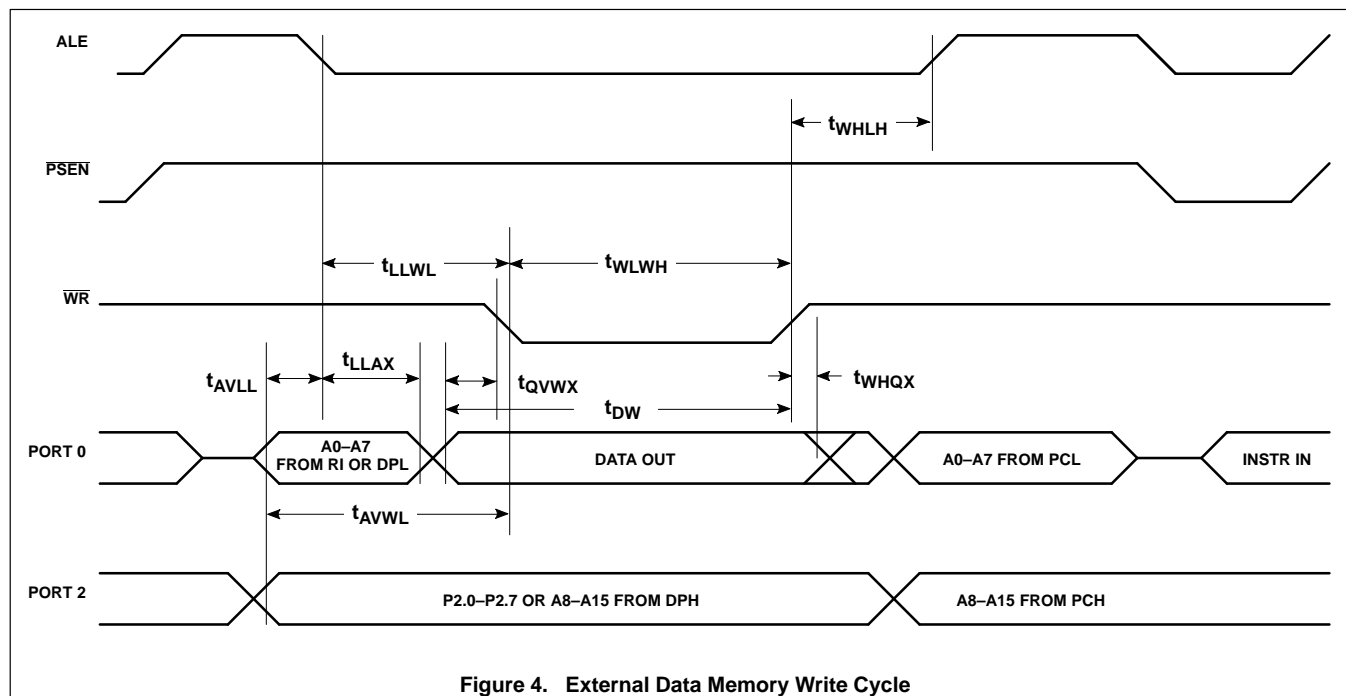 ALE
tWHLH
PSEN
tLLWL
tWLWH
WR
tAVLL
tLLAX
tQVWX
tWHQX
tDW
PORT 0
A0–A7
FROM RI OR DPL
DATA OUT
A0–A7 FROM PCL
INSTR IN
tAVWL
PORT 2
P2.0–P2.7 OR A8–A15 FROM DPH
A8–A15 FROM PCH
Figure 4. External Data Memory Write Cycle